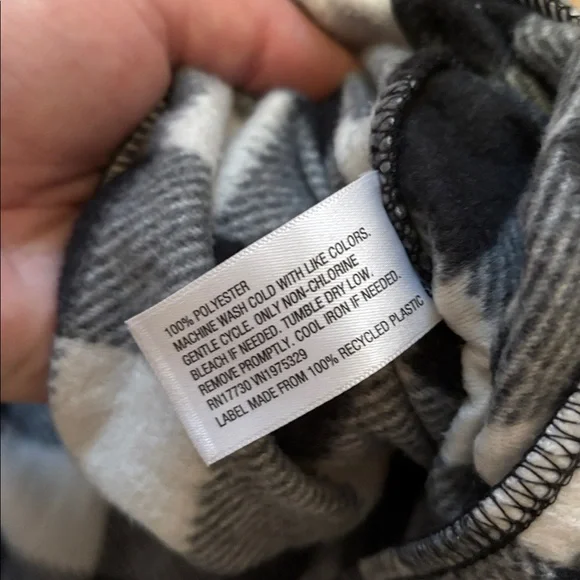 100% POLYESTER
MACHINE WASH COLD WITH LIKE COLORS.
GENTLE CYCLE. ONLY NON-CHLORINE
BLEACH IF NEEDED. TUMBLE DRY LOW.
REMOVE PROMPTLY. COOL IRON IF NEEDED.
RN17730 VN1975329
LABEL MADE FROM 100% RECYCLED PLASTIC